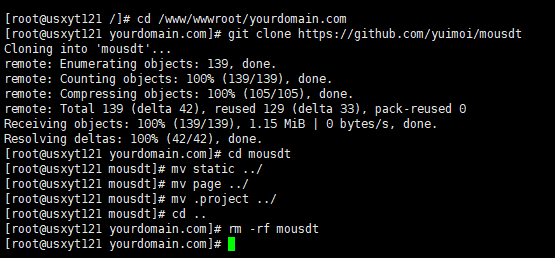 [root@usxyt121 /]# cd /www/wwwroot/yourdomain.com
[root@usxyt121 yourdomain.com]# git clone https://github.com/yuimoi/mousdt
Cloning into 'mousdt'...
remote: Enumerating objects: 139, done.
remote: Counting objects: 100% (139/139), done.
remote: Compressing objects: 100% (105/105), done.
remote: Total 139 (delta 42), reused 129 (delta 33), pack-reused 0
Receiving objects: 100% (139/139), 1.15 MiB | 0 bytes/s, done.
Resolving deltas: 100% (42/42), done.
[root@usxyt121 yourdomain.com]# cd mousdt
[root@usxyt121 mousdt]# mv static ../
[root@usxyt121 mousdt]# mv page ../
[root@usxyt121 mousdt]# mv .project ../
[root@usxyt121 mousdt]# cd ..
[root@usxyt121 yourdomain.com]# rm -rf mousdt
[root@usxyt121 yourdomain.com]#